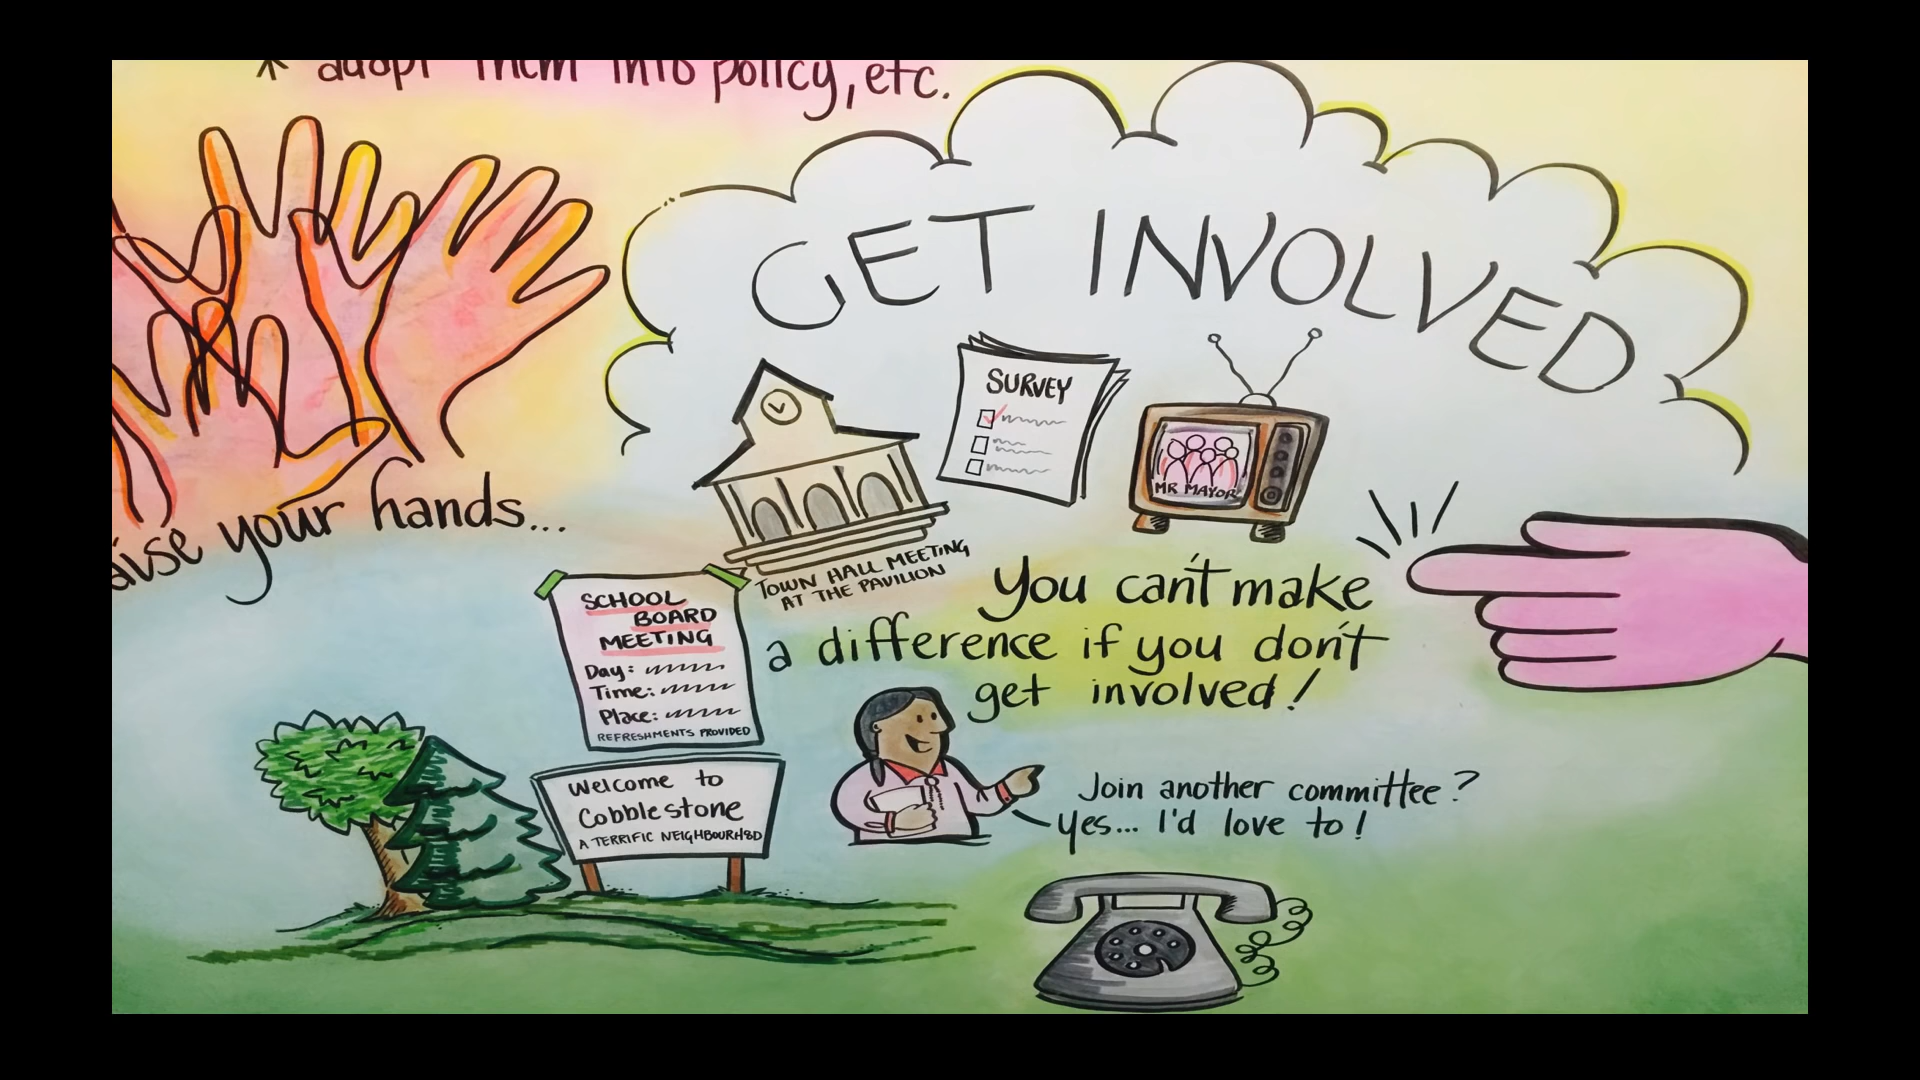 * adopt them into policy, etc.
GET INVOLVED
SURVEY
MR MAYOR
raise your hands...
TOWN HALL MEETING
AT THE PAVILION
SCHOOL
BOARD
MEETING
Day:
Time:
Place:
REFRESHMENTS PROVIDED
You can't make
a difference if you don't
get involved!
Welcome to
Cobblestone
A TERRIFIC NEIGHBOURH8D
Join another committee?
Yes... I'd love to!